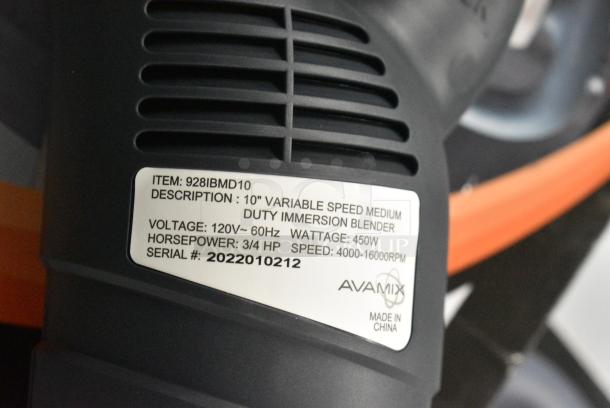 ITEM: 928IBMD10
DESCRIPTION : 10" VARIABLE SPEED MEDIUM
DUTY IMMERSION BLENDER
VOLTAGE: 120V~ 60Hz WATTAGE: 450W
HORSEPOWER: 3/4 HP SPEED: 4000-16000RPM
SERIAL #: 2022010212
AVAMIX
MADE IN
CHINA